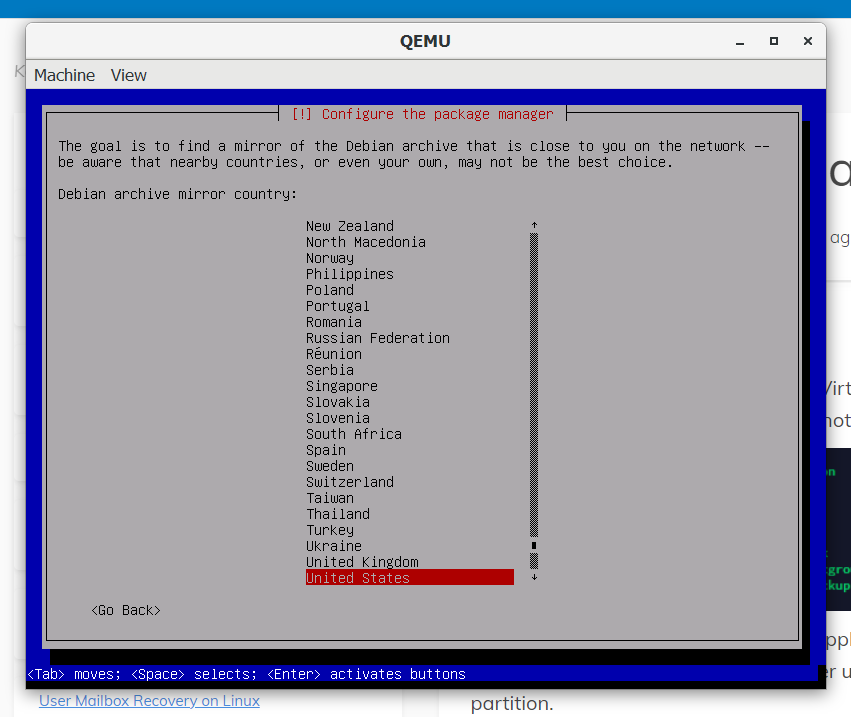 QEMU
Machine View
[!] Configure the package manager
The goal is to find a mirror of the Debian archive that is close to you on the network --
be aware that nearby countries, or even your own, may not be the best choice.
Debian archive mirror country:
New Zealand
North Macedonia
Norway
Philippines
Poland
Portugal
Romania
Russian Federation
Réunion
Serbia
Singapore
Slovakia
Slovenia
South Africa
Spain
Sweden
Switzerland
Taiwan
Thailand
Turkey
Ukraine
United Kingdom
United States
<Go Back>
<Tab> moves; <Space> selects; <Enter> activates buttons
User Mailbox Recovery on Linux
partition.